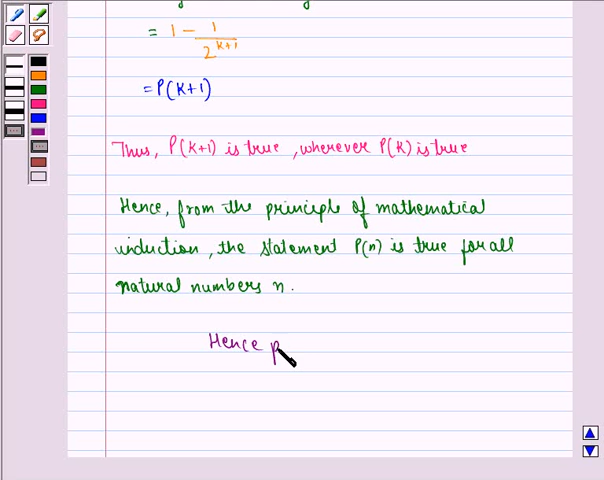 = 1 - 1/2^(k+1)
= P(K+1)
Thus, P(K+1) is true, wherever P(K) is true
Hence, from the principle of mathematical
induction, the statement P(n) is true for all
natural numbers n.
Hence p